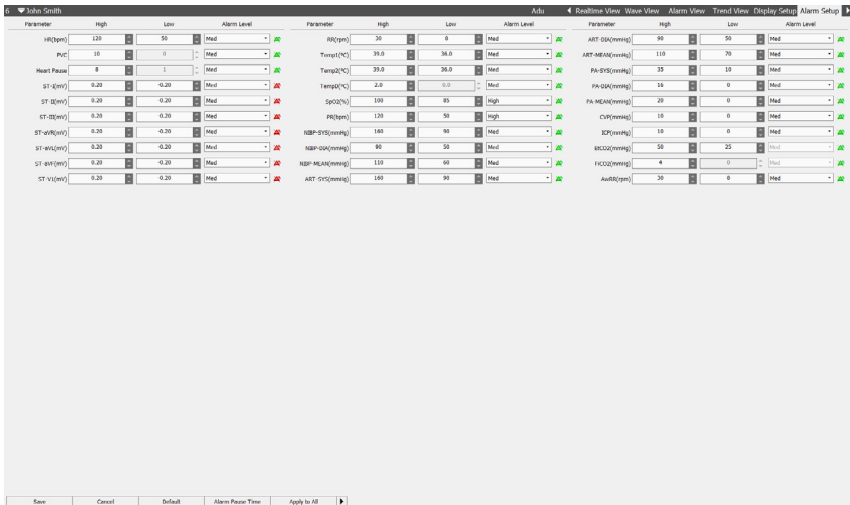 6 John Smith Adu Realtime View Wave View Alarm View Trend View Display Setup Alarm Setup
Parameter High Low Alarm Level Parameter High Low Alarm Level Parameter High Low Alarm Level
HR(bpm) 120 50 Med RR(rpm) 30 8 Med ART-DIA(mmHg) 90 50 Med
PVC 10 0 Med Temp1(°C) 39.0 36.0 Med ART-MEAN(mmHg) 110 70 Med
Heart Pause 8 1 Med Temp2(°C) 39.0 36.0 Med PA-SYS(mmHg) 35 10 Med
ST-I(mV) 0.20 -0.20 Med TempD(°C) 2.0 0.0 Med PA-DIA(mmHg) 16 0 Med
ST-II(mV) 0.20 -0.20 Med SpO2(%) 100 85 High PA-MEAN(mmHg) 20 0 Med
ST-III(mV) 0.20 -0.20 Med PR(bpm) 120 50 High CVP(mmHg) 10 0 Med
ST-aVR(mV) 0.20 -0.20 Med NIBP-SYS(mmHg) 160 90 Med ICP(mmHg) 10 0 Med
ST-aVL(mV) 0.20 -0.20 Med NIBP-DIA(mmHg) 90 50 Med EtCO2(mmHg) 50 25 Med
ST-aVF(mV) 0.20 -0.20 Med NIBP-MEAN(mmHg) 110 60 Med FiCO2(mmHg) 4 0 Med
ST-V1(mV) 0.20 -0.20 Med ART-SYS(mmHg) 160 90 Med AwRR(rpm) 30 8 Med
Save Cancel Default Alarm Pause Time Apply to All